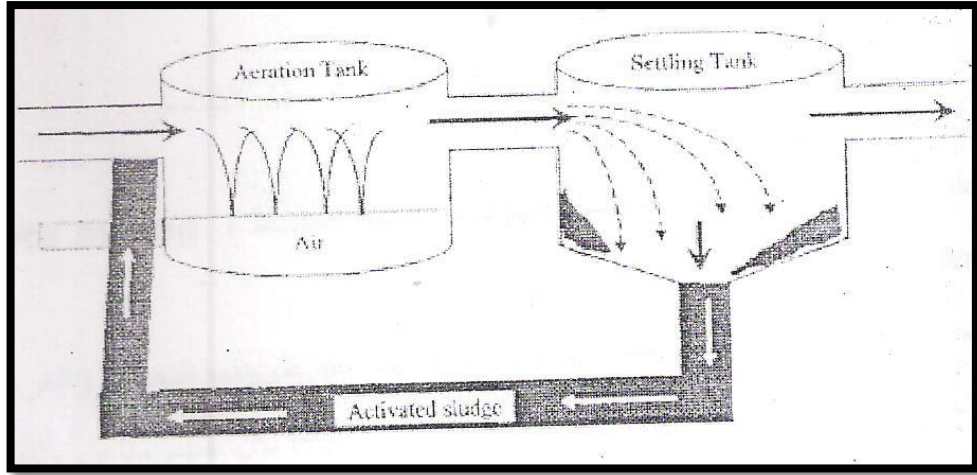 Aeration Tank
Settling Tank
Air
Activated sludge